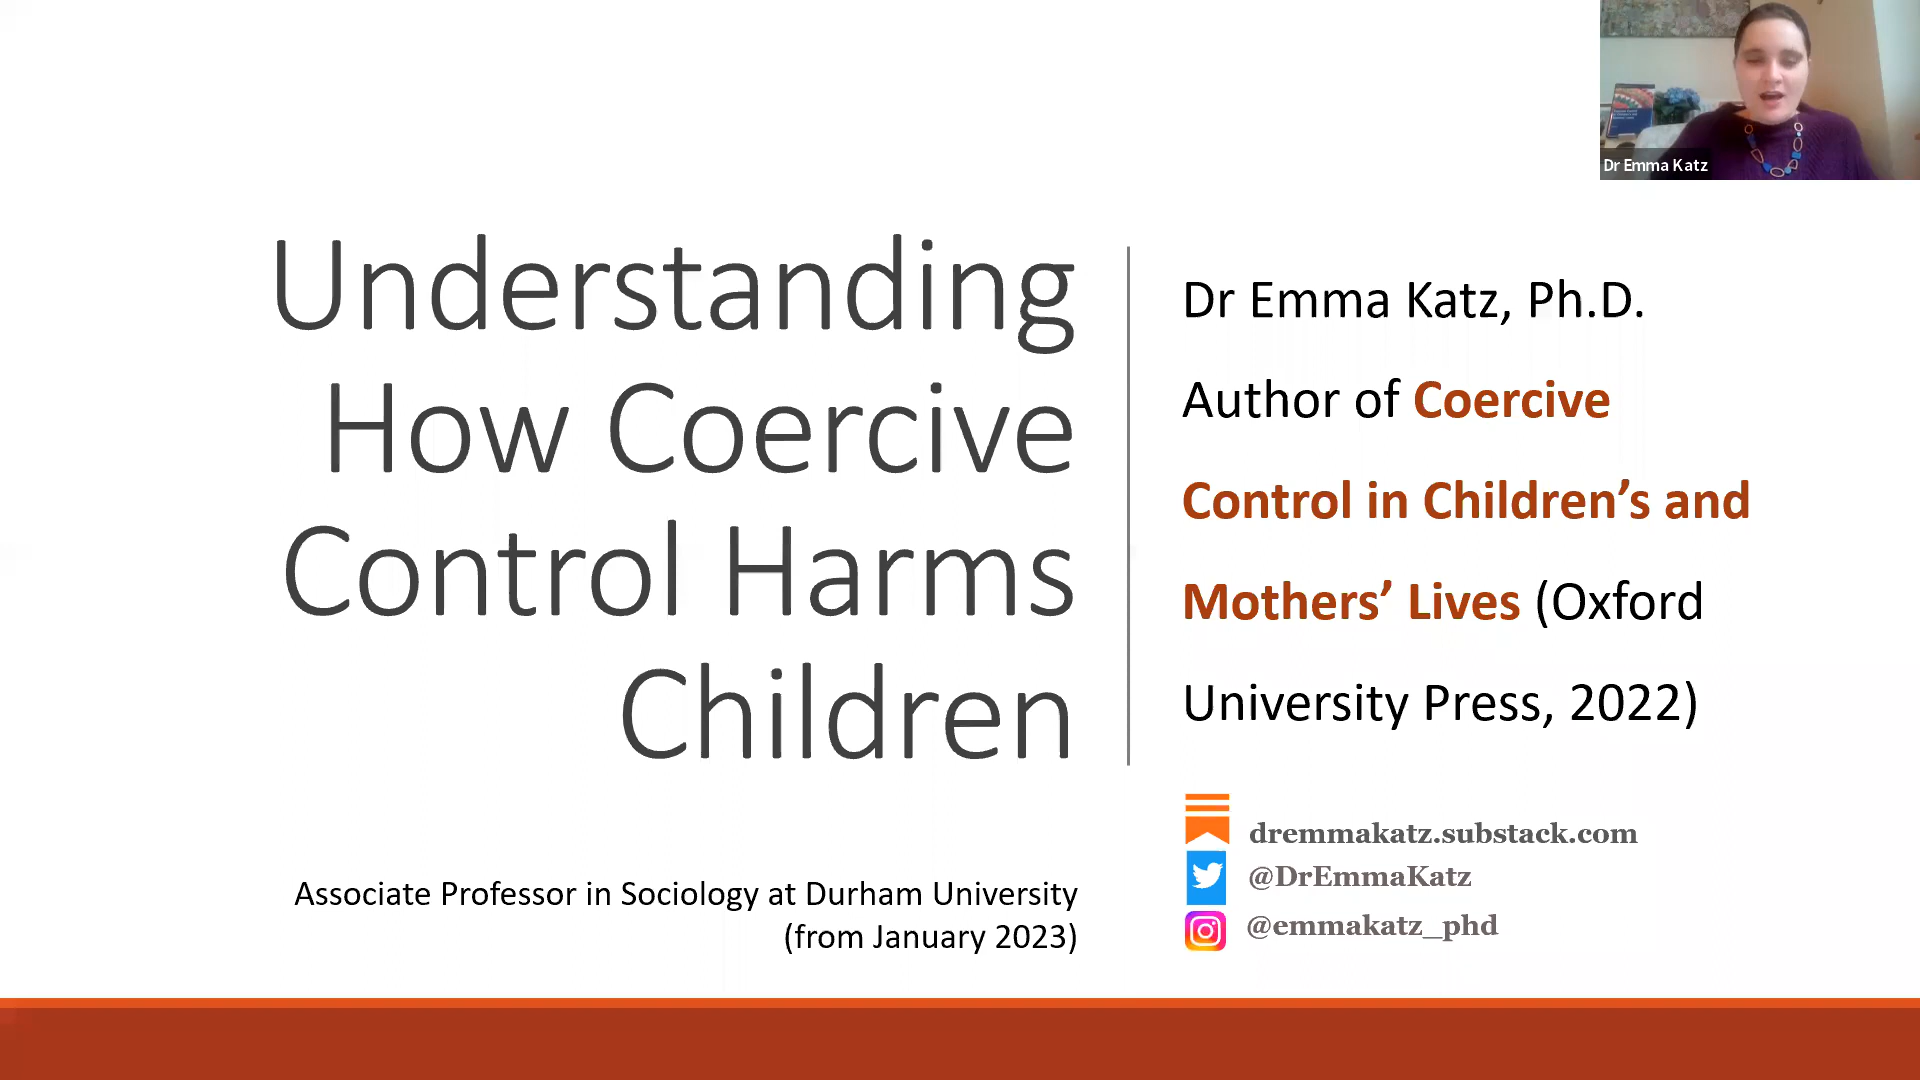 Understanding
How Coercive
Control Harms
Children
Associate Professor in Sociology at Durham University
(from January 2023)
Dr Emma Katz, Ph.D.
Author of Coercive
Control in Children’s and
Mothers’ Lives (Oxford
University Press, 2022)
dremmakatz.substack.com
@DrEmmaKatz
@emmakatz_phd
Dr Emma Katz